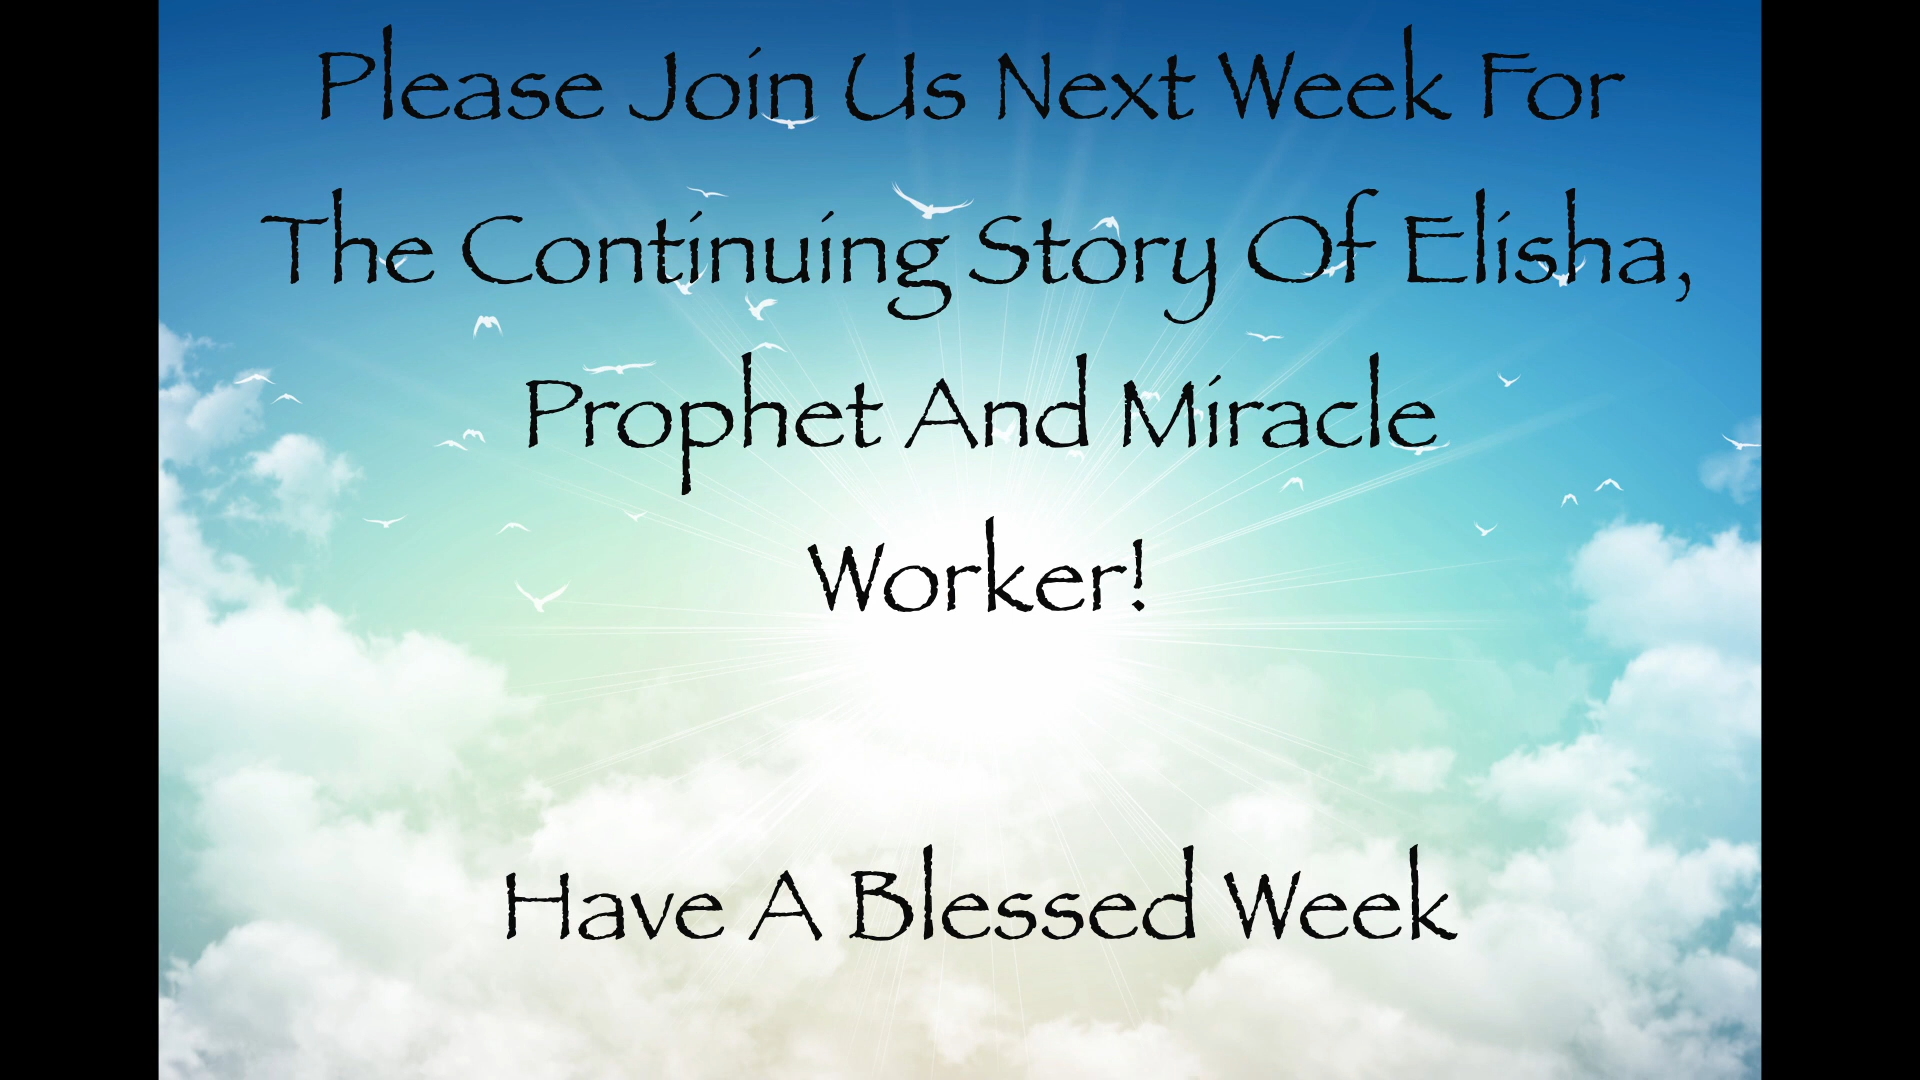 Please Join Us Next Week For
The Continuing Story Of Elisha,
Prophet And Miracle
Worker!
Have A Blessed Week